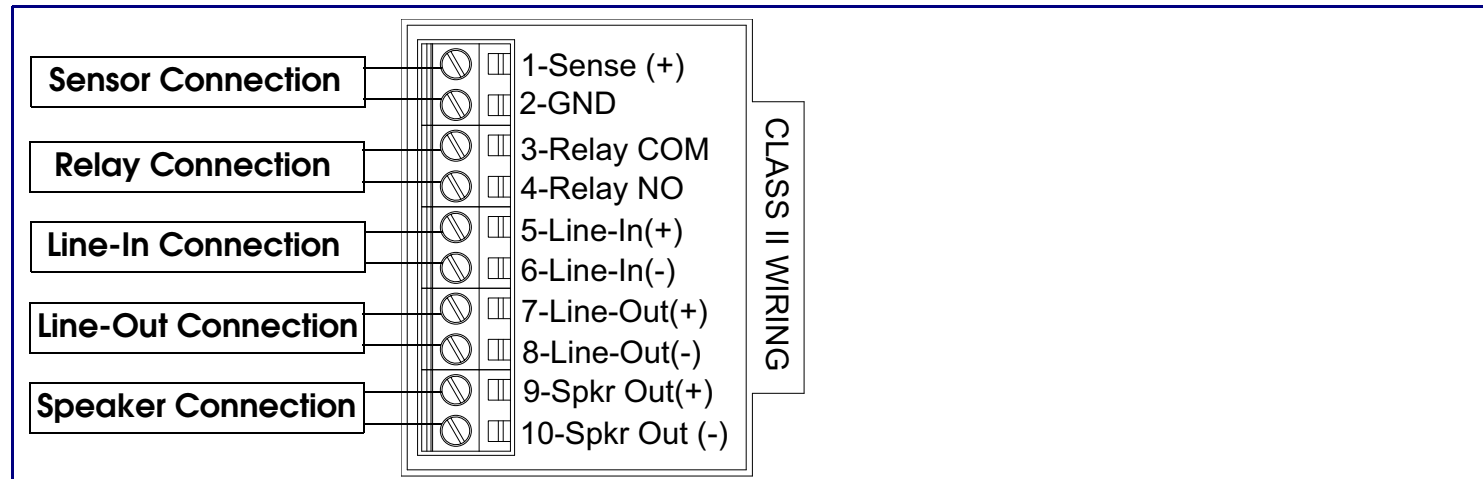 Sensor Connection
Relay Connection
Line-In Connection
Line-Out Connection
Speaker Connection
1-Sense (+)
2-GND
3-Relay COM
4-Relay NO
5-Line-In(+)
6-Line-In(-)
7-Line-Out(+)
8-Line-Out(-)
9-Spkr Out(+)
10-Spkr Out (-)
CLASS II WIRING